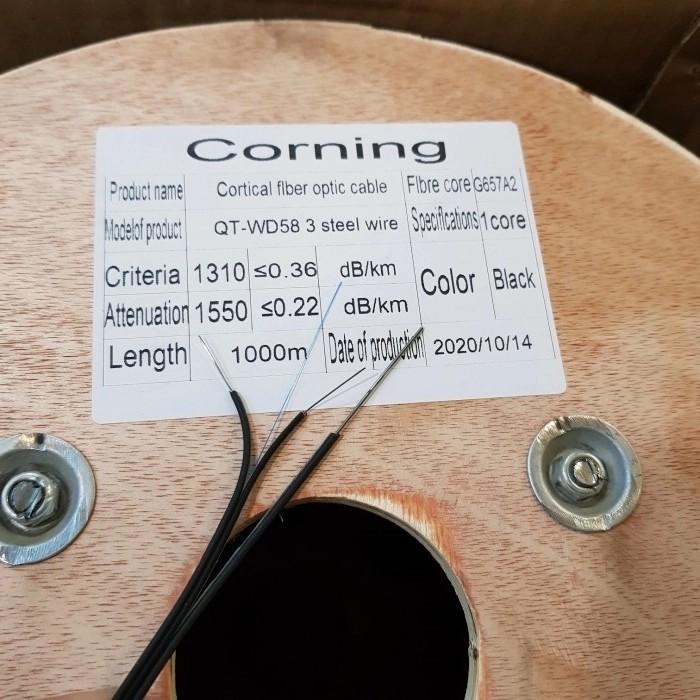 Corning
Product name Cortical fiber optic cable Fibre core G657A2
Modelof product QT-WD58 3 steel wire Specifications 1core
Criteria 1310 ≤0.36 dB/km Color Black
Attenuation 1550 ≤0.22 dB/km
Length 1000m Date of production 2020/10/14